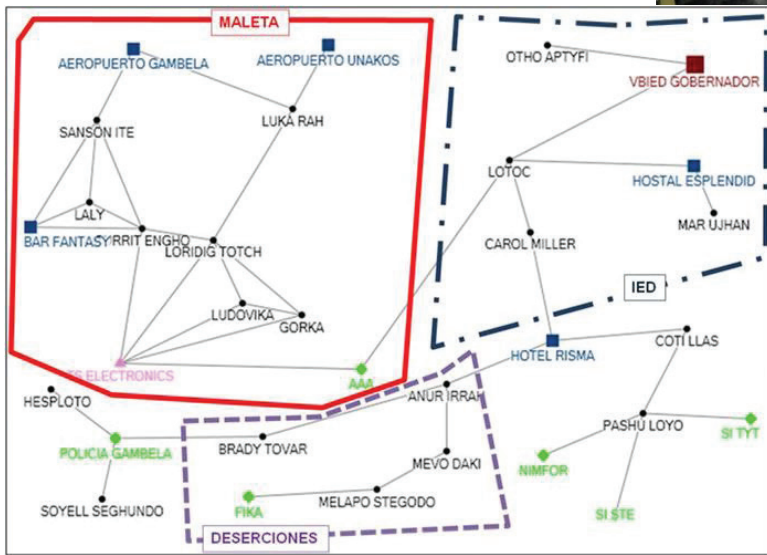 MALETA
AEROPUERTO GAMBELA
AEROPUERTO UNAKOS
OTHO APTYFI
VBIED GOBERNADOR
SANSON ITE
LUKA RAH
LOTOC
HOSTAL ESPLENDID
LALY
BAR FANTASY
ENGHO
LORIDIG TOTCH
CAROL MILLER
MAR UJHAN
LUDOVIKA
GORKA
IED
ELECTRONICS
AAA
HOTEL RISMA
COTI LLAS
HESPLOTO
ANUR IRRAH
POLICIA GAMBELA
BRADY TOVAR
PASHU LOYO
SI TYT
MEVO DAKI
NIMFOR
SOYELL SEGHUNDO
FIKA
MELAPO STEGODO
SI STE
DESERCIONES